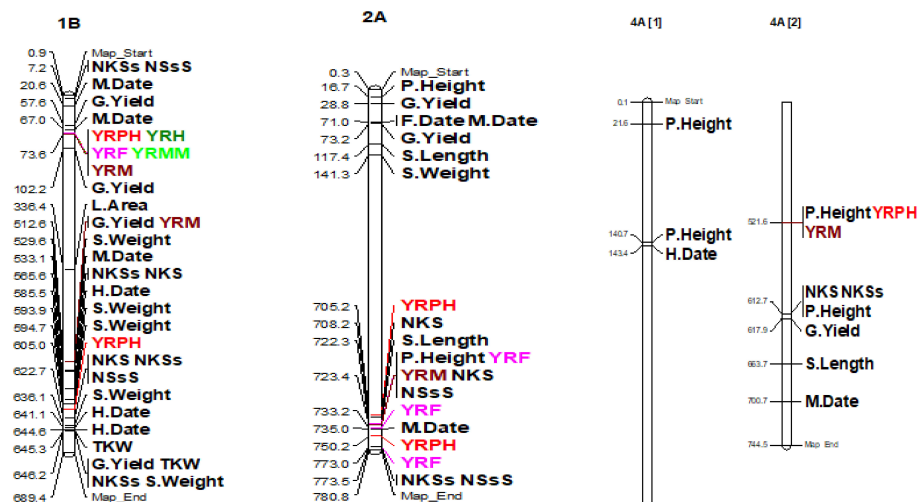 1B
0.9 Map_Start
7.2 NKSs NSsS
20.6 M.Date
57.6 G.Yield
67.0 M.Date
YRPH YRH
73.6 YRF YRMM
YRM
102.2 G.Yield
336.4 L.Area
512.6 G.Yield YRM
529.6 S.Weight
533.1 M.Date
565.6 NKSs NKS
585.5 H.Date
593.9 S.Weight
594.7 S.Weight
605.0 YRPH
622.7 NKS NKSs
NSsS
636.1 S.Weight
641.1 H.Date
644.6 H.Date
645.3 TKW
646.2 G.Yield TKW
NKSs S.Weight
689.4 Map_End
2A
0.3 Map_Start
16.7 P.Height
28.8 G.Yield
71.0 F.Date M.Date
73.2 G.Yield
117.4 S.Length
141.3 S.Weight
705.2 YRPH
708.2 NKS
722.3 S.Length
P.Height YRF
723.4 YRM NKS
NSsS
733.2 YRF
735.0 M.Date
750.2 YRPH
773.0 YRF
773.5 NKSs NSsS
780.8 Map_End
4A [1]
0.1 Map Start
21.6 P.Height
140.7 P.Height
143.4 H.Date
4A [2]
P.Height YRPH
521.6 YRM
NKS NKSs
612.7 P.Height
617.9 G.Yield
663.7 S.Length
700.7 M.Date
744.5 Map_End